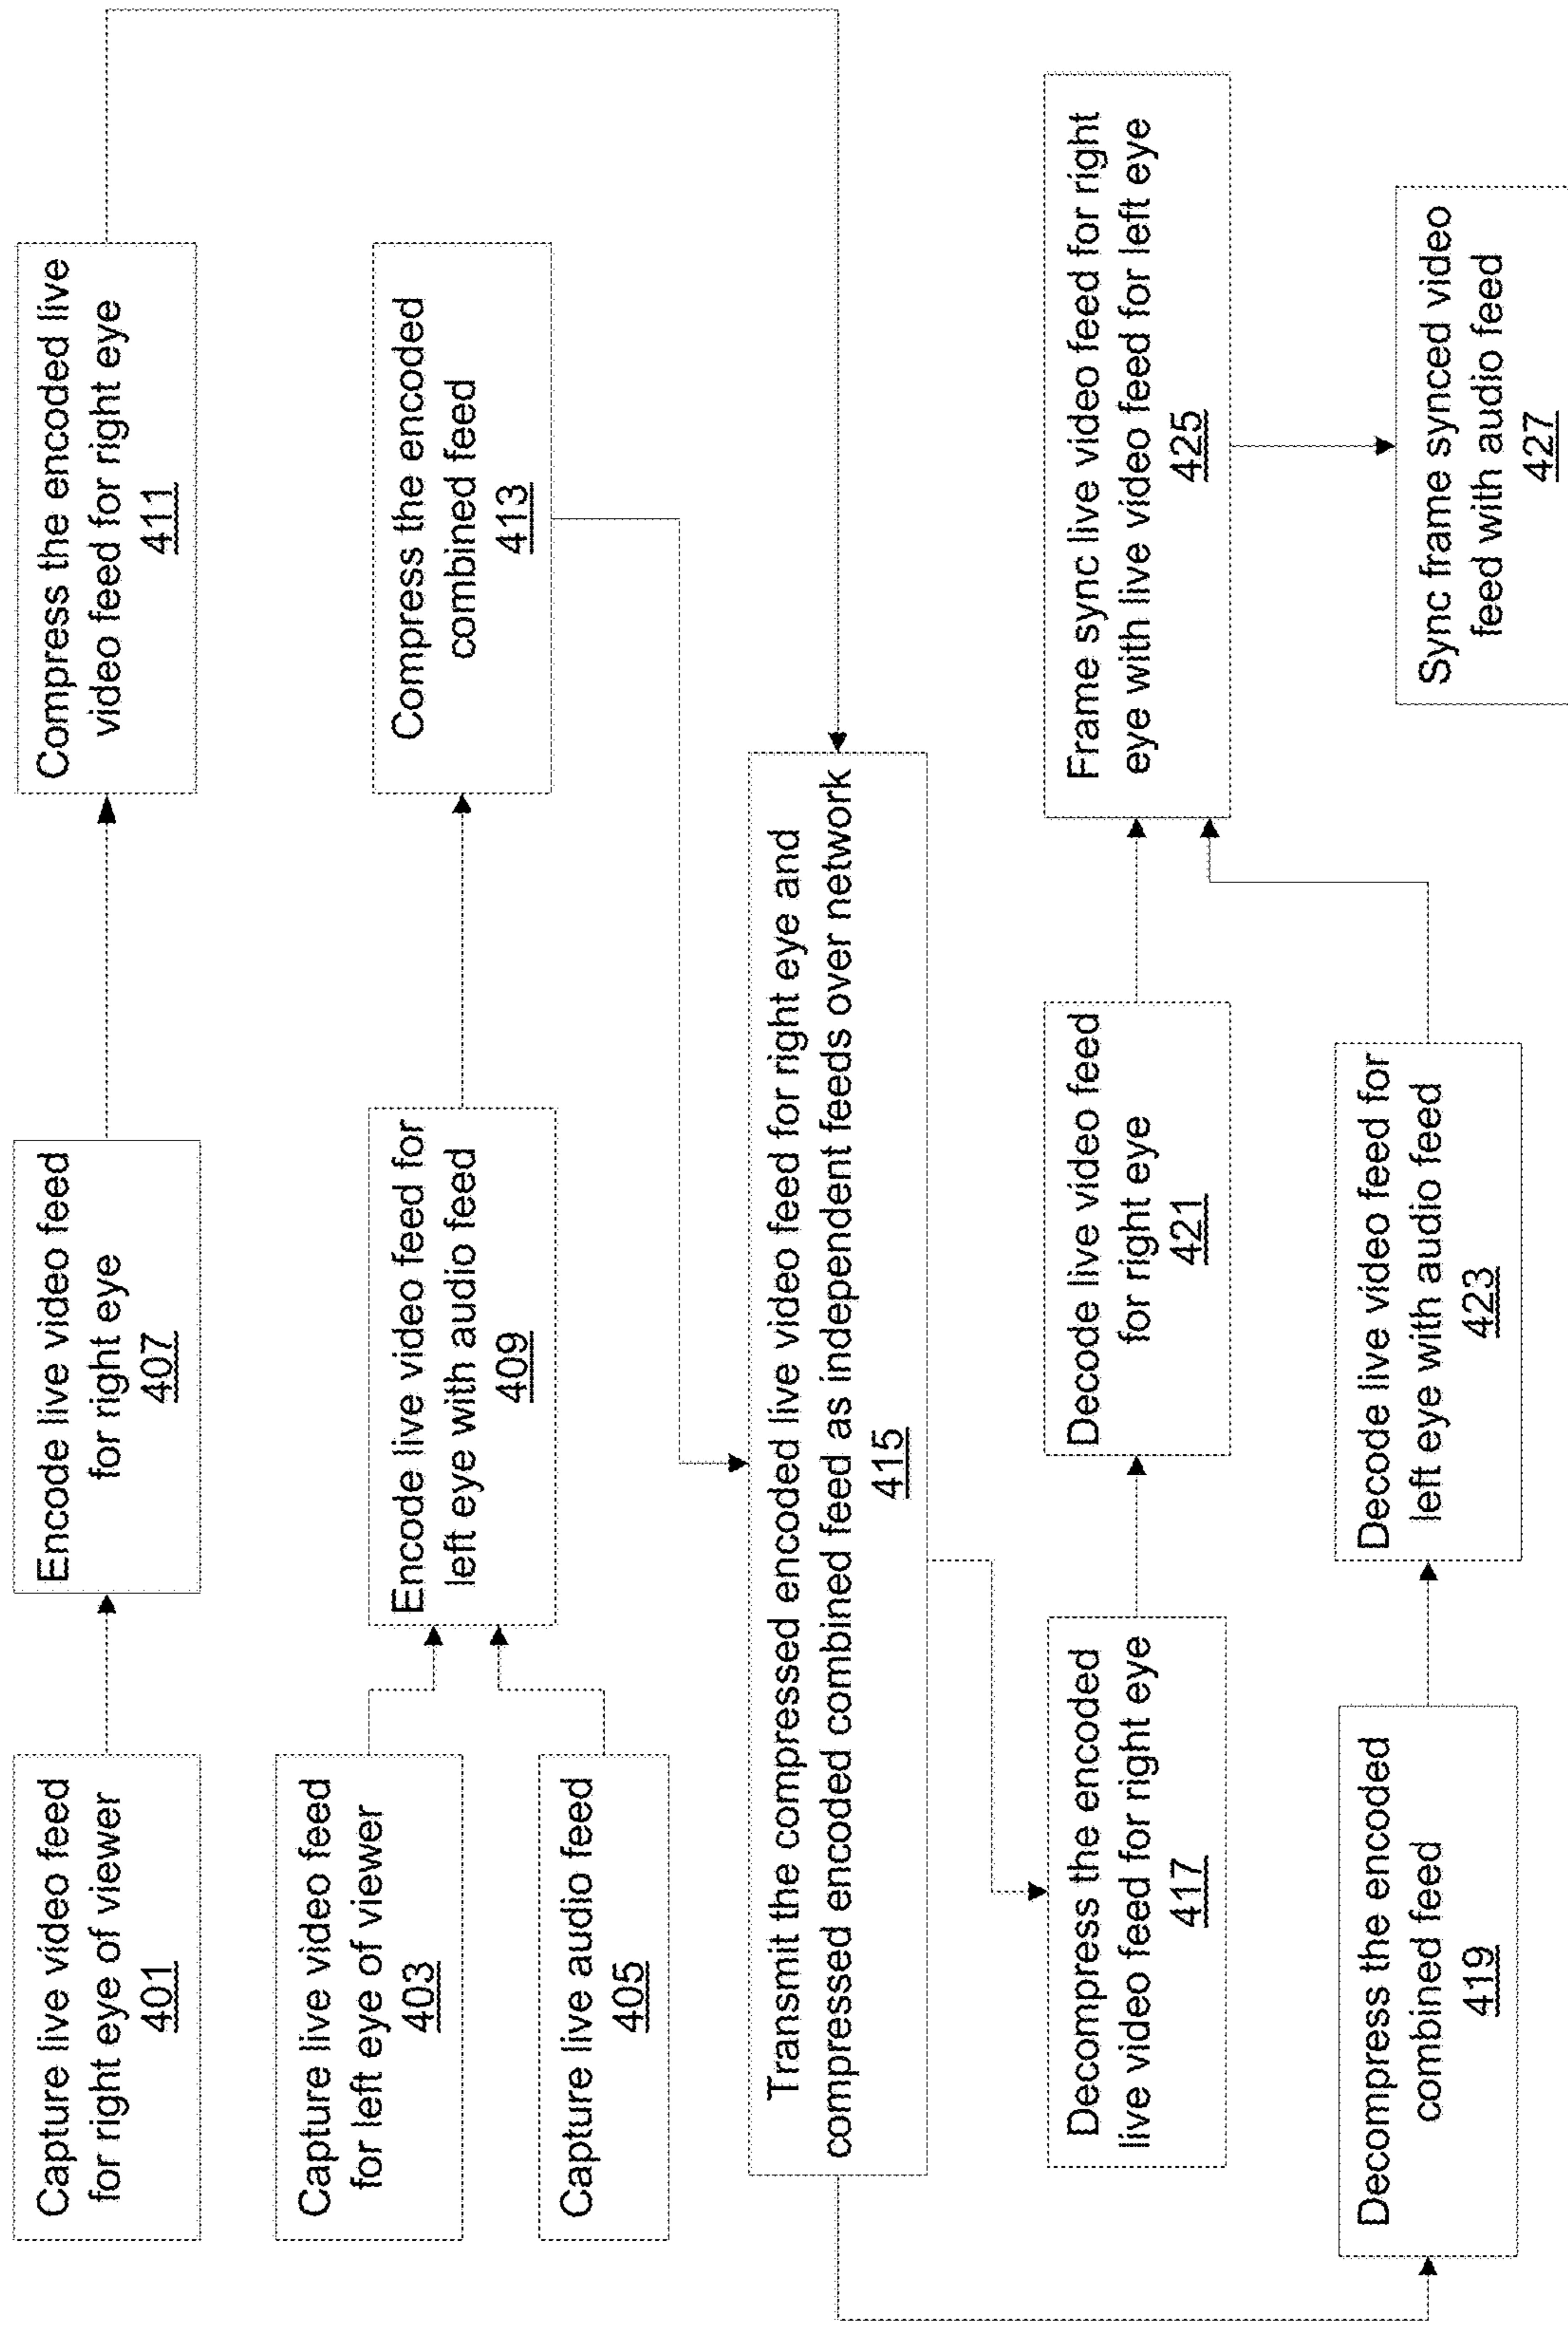 Capture live video feed
for right eye of viewer
401
Encode live video feed
for right eye
407
Compress the encoded live
video feed for right eye
411
Capture live video feed
for left eye of viewer
403
Capture live audio feed
405
Encode live video feed for
left eye with audio feed
409
Compress the encoded
combined feed
413
Transmit the compressed encoded live video feed for right eye and
compressed encoded combined feed as independent feeds over network
415
Decompress the encoded
live video feed for right eye
417
Decode live video feed
for right eye
421
Frame sync live video feed for right
eye with live video feed for left eye
425
Decompress the encoded
combined feed
419
Decode live video feed for
left eye with audio feed
423
Sync frame synced video
feed with audio feed
427